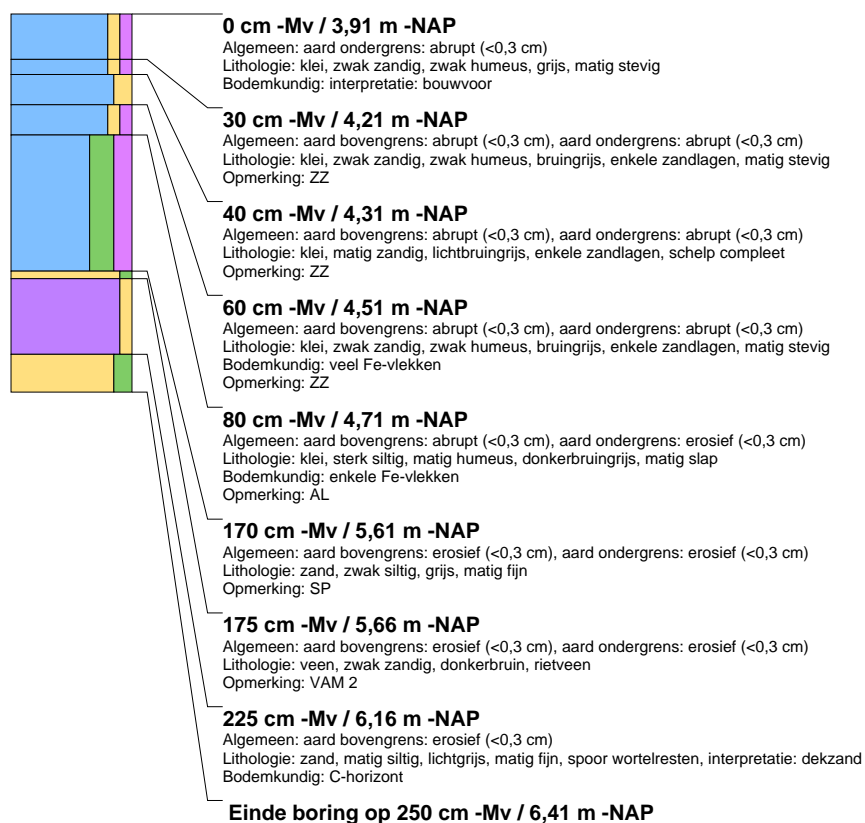 0 cm -Mv / 3,91 m -NAP
Algemeen: aard ondergrens: abrupt (<0,3 cm)
Lithologie: klei, zwak zandig, zwak humeus, grijs, matig stevig
Bodemkundig: interpretatie: bouwvoor
30 cm -Mv / 4,21 m -NAP
Algemeen: aard bovengrens: abrupt (<0,3 cm), aard ondergrens: abrupt (<0,3 cm)
Lithologie: klei, zwak zandig, zwak humeus, bruingrijs, enkele zandlagen, matig stevig
Opmerking: ZZ
40 cm -Mv / 4,31 m -NAP
Algemeen: aard bovengrens: abrupt (<0,3 cm), aard ondergrens: abrupt (<0,3 cm)
Lithologie: klei, matig zandig, lichtbruingrijs, enkele zandlagen, schelp compleet
Opmerking: ZZ
60 cm -Mv / 4,51 m -NAP
Algemeen: aard bovengrens: abrupt (<0,3 cm), aard ondergrens: abrupt (<0,3 cm)
Lithologie: klei, zwak zandig, zwak humeus, bruingrijs, enkele zandlagen, matig stevig
Bodemkundig: veel Fe-vlekken
Opmerking: ZZ
80 cm -Mv / 4,71 m -NAP
Algemeen: aard bovengrens: abrupt (<0,3 cm), aard ondergrens: erosief (<0,3 cm)
Lithologie: klei, sterk siltig, matig humeus, donkerbruingrijs, matig slap
Bodemkundig: enkele Fe-vlekken
Opmerking: AL
170 cm -Mv / 5,61 m -NAP
Algemeen: aard bovengrens: erosief (<0,3 cm), aard ondergrens: erosief (<0,3 cm)
Lithologie: zand, zwak siltig, grijs, matig fijn
Opmerking: SP
175 cm -Mv / 5,66 m -NAP
Algemeen: aard bovengrens: erosief (<0,3 cm), aard ondergrens: erosief (<0,3 cm)
Lithologie: veen, zwak zandig, donkerbruin, rietveen
Opmerking: VAM 2
225 cm -Mv / 6,16 m -NAP
Algemeen: aard bovengrens: erosief (<0,3 cm)
Lithologie: zand, matig siltig, lichtgrijs, matig fijn, spoor wortelresten, interpretatie: dekzand
Bodemkundig: C-horizont
Einde boring op 250 cm -Mv / 6,41 m -NAP